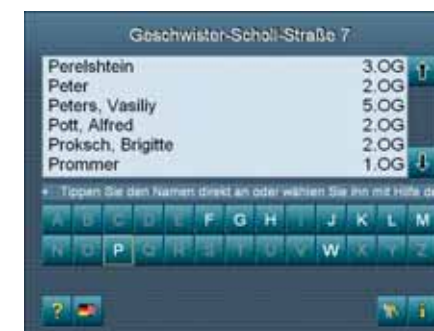 Geschwister-Scholl-Straße 7
Perelshtein 3.OG
Peter 2.OG
Peters, Vasiliy 5.OG
Pott, Alfred 2.OG
Proksch, Brigitte 2.OG
Prommer 1.OG
Tippen Sie den Namen direkt an oder wählen Sie ihn mit Hilfe de
A B C D E F G H I J K L M
N O P Q R S T U V W X Y Z
?